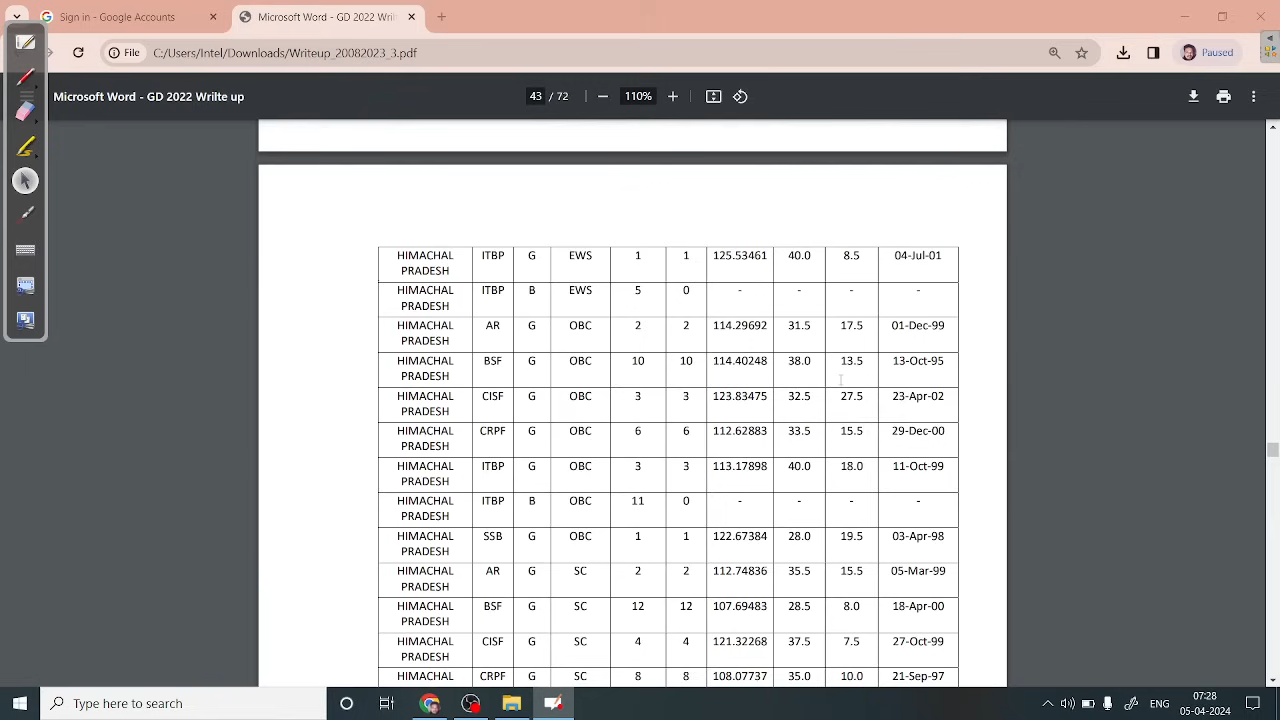 Sign in - Google Accounts
Microsoft Word - GD 2022 Writte
File C:/Users/Intel/Downloads/Writeup_20082023_3.pdf
Paused
Microsoft Word - GD 2022 Wrilte up
43 / 72
110%
HIMACHAL PRADESH ITBP G EWS 1 1 125.53461 40.0 8.5 04-Jul-01
HIMACHAL PRADESH ITBP B EWS 5 0 - - - -
HIMACHAL PRADESH AR G OBC 2 2 114.29692 31.5 17.5 01-Dec-99
HIMACHAL PRADESH BSF G OBC 10 10 114.40248 38.0 13.5 13-Oct-95
HIMACHAL PRADESH CISF G OBC 3 3 123.83475 32.5 27.5 23-Apr-02
HIMACHAL PRADESH CRPF G OBC 6 6 112.62883 33.5 15.5 29-Dec-00
HIMACHAL PRADESH ITBP G OBC 3 3 113.17898 40.0 18.0 11-Oct-99
HIMACHAL PRADESH ITBP B OBC 11 0 - - - -
HIMACHAL PRADESH SSB G OBC 1 1 122.67384 28.0 19.5 03-Apr-98
HIMACHAL PRADESH AR G SC 2 2 112.74836 35.5 15.5 05-Mar-99
HIMACHAL PRADESH BSF G SC 12 12 107.69483 28.5 8.0 18-Apr-00
HIMACHAL PRADESH CISF G SC 4 4 121.32268 37.5 7.5 27-Oct-99
HIMACHAL CRPF G SC 8 8 108.07737 35.0 10.0 21-Sep-97
Type here to search
ENG
07:28
05-04-2024